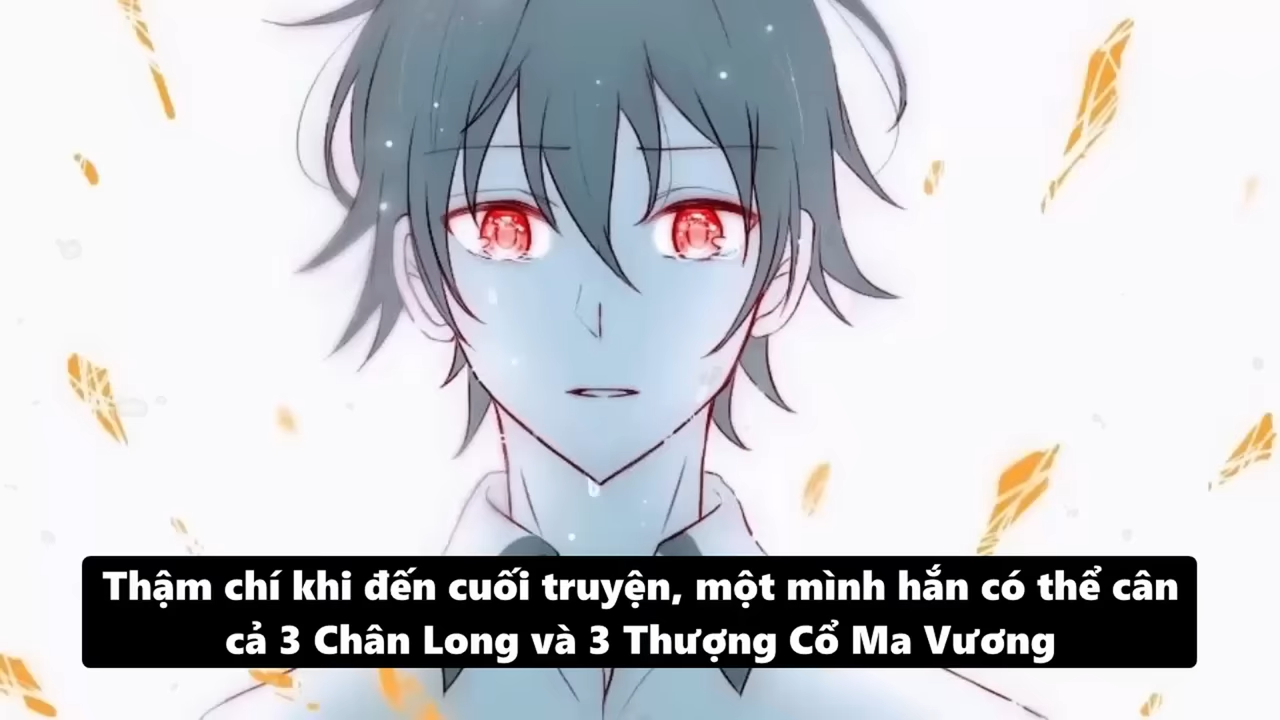 Thậm chí khi đến cuối truyện, một mình hắn có thể cân
cả 3 Chân Long và 3 Thượng Cổ Ma Vương